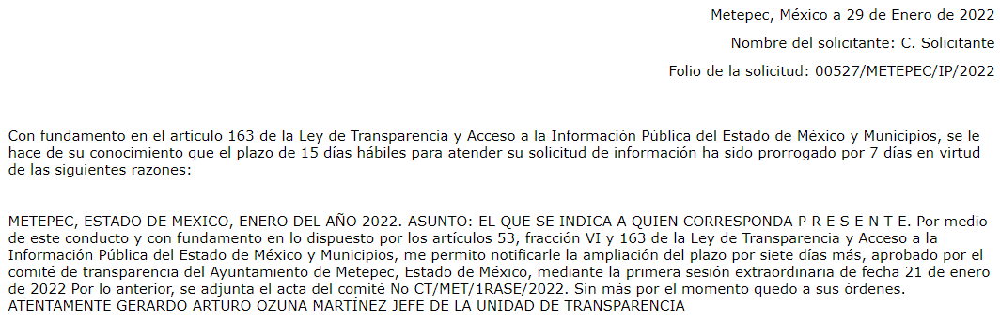 Metepec, México a 29 de Enero de 2022
Nombre del solicitante: C. Solicitante
Folio de la solicitud: 00527/METEPEC/IP/2022
Con fundamento en el artículo 163 de la Ley de Transparencia y Acceso a la Información Pública del Estado de México y Municipios, se le
hace de su conocimiento que el plazo de 15 días hábiles para atender su solicitud de información ha sido prorrogado por 7 días en virtud
de las siguientes razones:
METEPEC, ESTADO DE MEXICO, ENERO DEL AÑO 2022. ASUNTO: EL QUE SE INDICA A QUIEN CORRESPONDA P R E S E N T E. Por medio
de este conducto y con fundamento en lo dispuesto por los artículos 53, fracción VI y 163 de la Ley de Transparencia y Acceso a la
Información Pública del Estado de México y Municipios, me permito notificarle la ampliación del plazo por siete días más, aprobado por el
comité de transparencia del Ayuntamiento de Metepec, Estado de México, mediante la primera sesión extraordinaria de fecha 21 de enero
de 2022 Por lo anterior, se adjunta el acta del comité No CT/MET/1RASE/2022. Sin más por el momento quedo a sus órdenes.
ATENTAMENTE GERARDO ARTURO OZUNA MARTÍNEZ JEFE DE LA UNIDAD DE TRANSPARENCIA